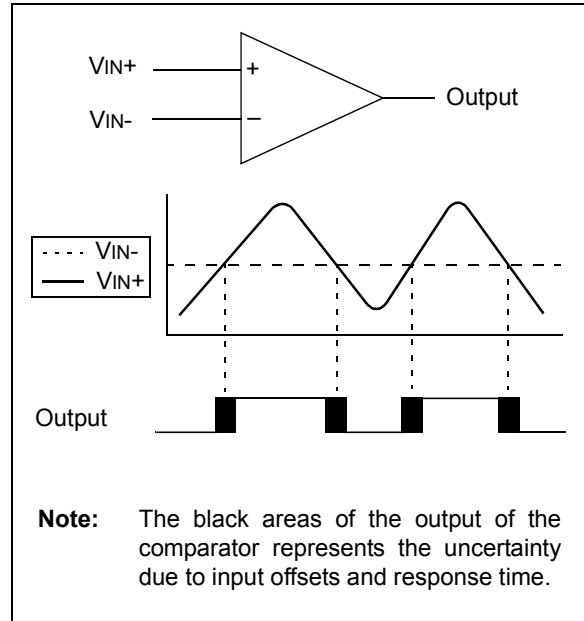 VIN+
+
Output
VIN-
–
VIN-
VIN+
Output
Note: The black areas of the output of the
comparator represents the uncertainty
due to input offsets and response time.